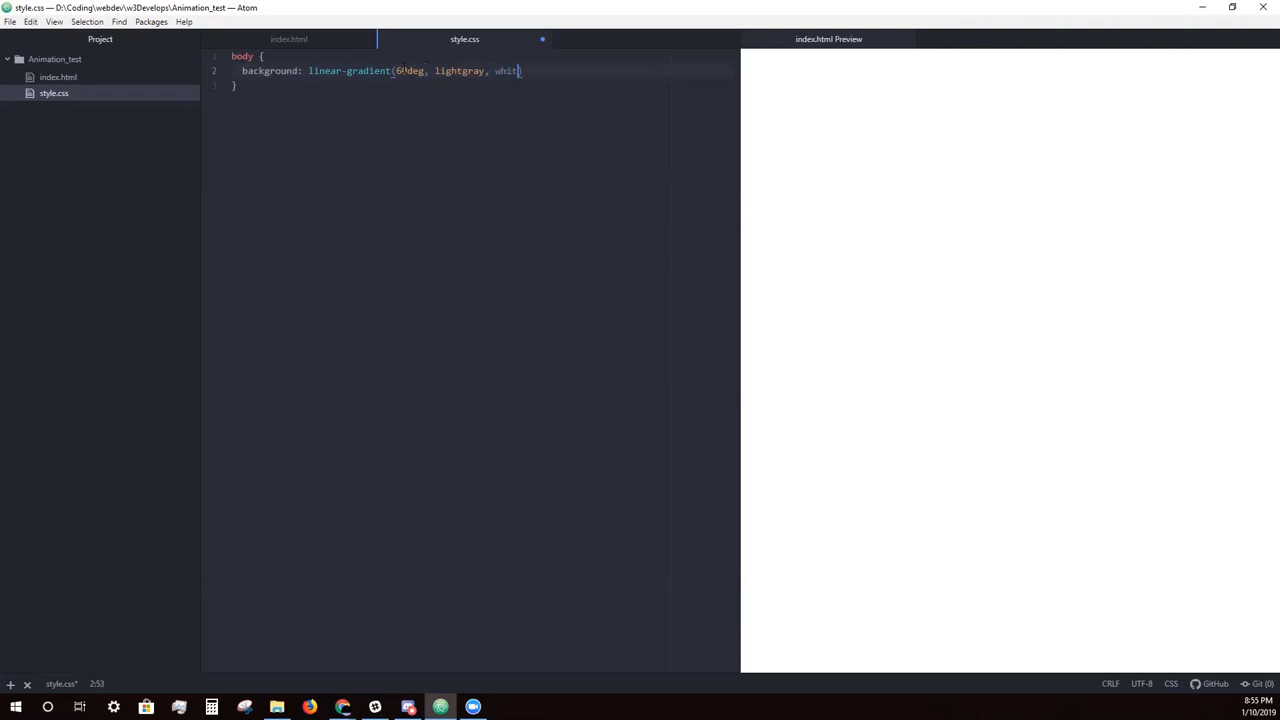 style.css — D:\Coding\webdev\w3Develops\Animation_test — Atom
File Edit View Selection Find Packages Help
Project index.html style.css index.html Preview
Animation_test
index.html
style.css
1 body {
2 background: linear-gradient(60deg, lightgray, whit)
3 }
style.css* 2:53 CRLF UTF-8 CSS GitHub Git (0)
8:55 PM
1/10/2019